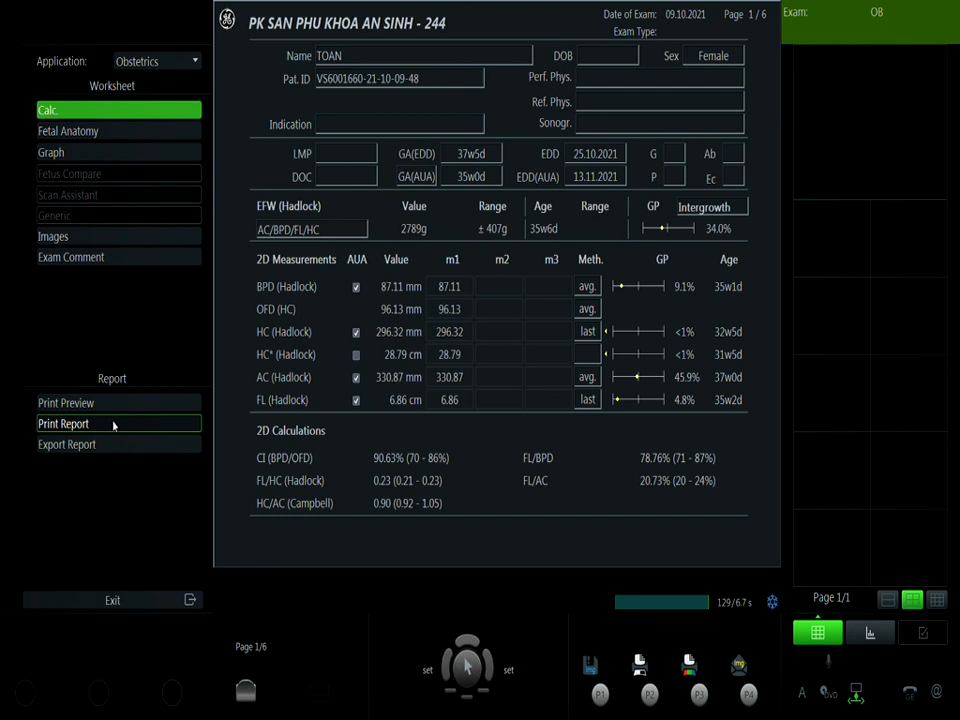 PK SAN PHU KHOA AN SINH - 244
Date of Exam: 09.10.2021 Page 1 / 6
Exam Type:
Exam: OB
Application: Obstetrics
Worksheet
Calc.
Fetal Anatomy
Graph
Fetus Compare
Scan Assistant
Generic
Images
Exam Comment
Report
Print Preview
Print Report
Export Report
Exit
Name TOAN DOB Sex Female
Pat. ID VS6001660-21-10-09-48 Perf. Phys.
Ref. Phys.
Indication Sonogr.
LMP GA(EDD) 37w5d EDD 25.10.2021 G Ab
DOC GA(AUA) 35w0d EDD(AUA) 13.11.2021 P Ec
EFW (Hadlock) Value Range Age Range GP Intergrowth
AC/BPD/FL/HC 2789g ± 407g 35w6d 34.0%
2D Measurements AUA Value m1 m2 m3 Meth. GP Age
BPD (Hadlock) 87.11 mm 87.11 avg. 9.1% 35w1d
OFD (HC) 96.13 mm 96.13 avg.
HC (Hadlock) 296.32 mm 296.32 last <1% 32w5d
HC* (Hadlock) 28.79 cm 28.79 <1% 31w5d
AC (Hadlock) 330.87 mm 330.87 avg. 45.9% 37w0d
FL (Hadlock) 6.86 cm 6.86 last 4.8% 35w2d
2D Calculations
CI (BPD/OFD) 90.63% (70 - 86%) FL/BPD 78.76% (71 - 87%)
FL/HC (Hadlock) 0.23 (0.21 - 0.23) FL/AC 20.73% (20 - 24%)
HC/AC (Campbell) 0.90 (0.92 - 1.05)
129/6.7 s
Page 1/1
Page 1/6
set set
img img
P1 P2 P3 P4
A DVD GE @